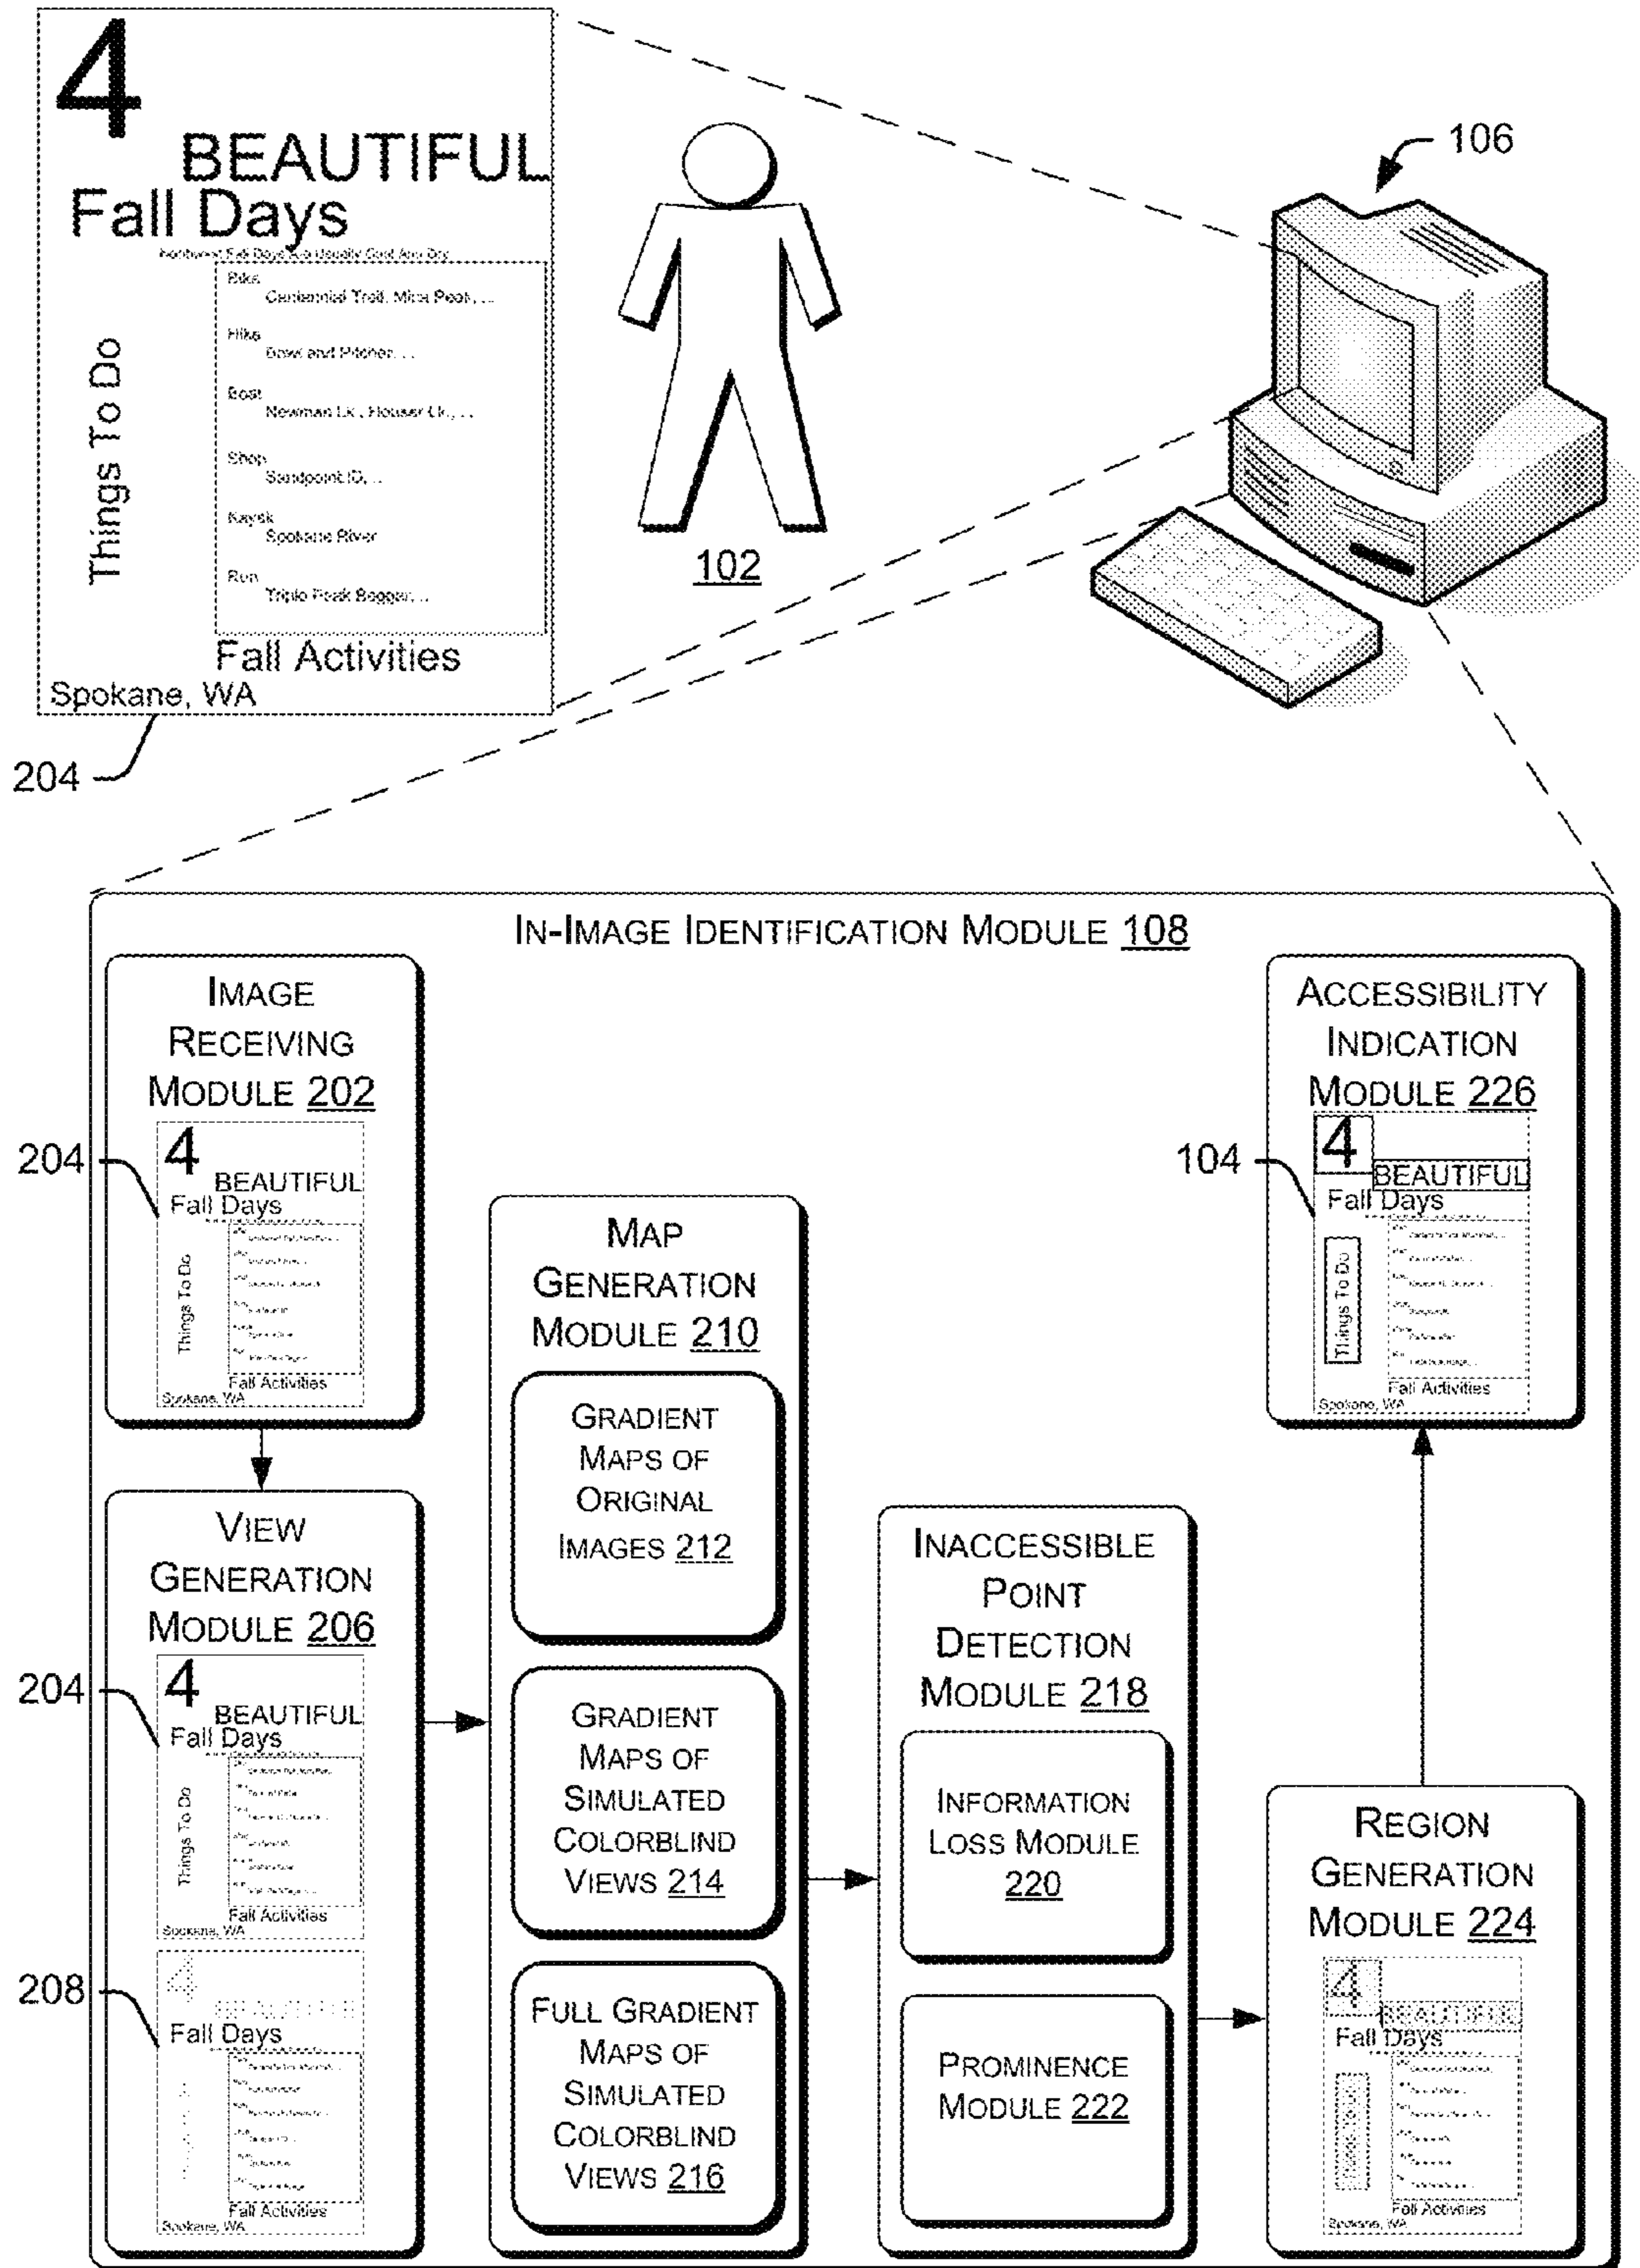 4
BEAUTIFUL
Fall Days
Things To Do
Bike
Centennial Trail, Mica Peak, ...
Hike
Bowl and Pitcher, ...
Boat
Newman Lk., Houser Lk., ...
Shop
Sandpoint ID, ...
Kayak
Spokane River
Run
Triple Peak Bagger, ...
Fall Activities
Spokane, WA
204
102
106
IN-IMAGE IDENTIFICATION MODULE 108
IMAGE
RECEIVING
MODULE 202
204
4
BEAUTIFUL
Fall Days
Things To Do
Fall Activities
Spokane, WA
VIEW
GENERATION
MODULE 206
204
4
BEAUTIFUL
Fall Days
Things To Do
Fall Activities
Spokane, WA
208
4
BEAUTIFUL
Fall Days
Fall Activities
Spokane, WA
MAP
GENERATION
MODULE 210
GRADIENT
MAPS OF
ORIGINAL
IMAGES 212
GRADIENT
MAPS OF
SIMULATED
COLORBLIND
VIEWS 214
FULL GRADIENT
MAPS OF
SIMULATED
COLORBLIND
VIEWS 216
INACCESSIBLE
POINT
DETECTION
MODULE 218
INFORMATION
LOSS MODULE
220
PROMINENCE
MODULE 222
ACCESSIBILITY
INDICATION
MODULE 226
104
4
BEAUTIFUL
Fall Days
Things To Do
Fall Activities
Spokane, WA
REGION
GENERATION
MODULE 224
4
BEAUTIFUL
Fall Days
Things To Do
Fall Activities
Spokane, WA